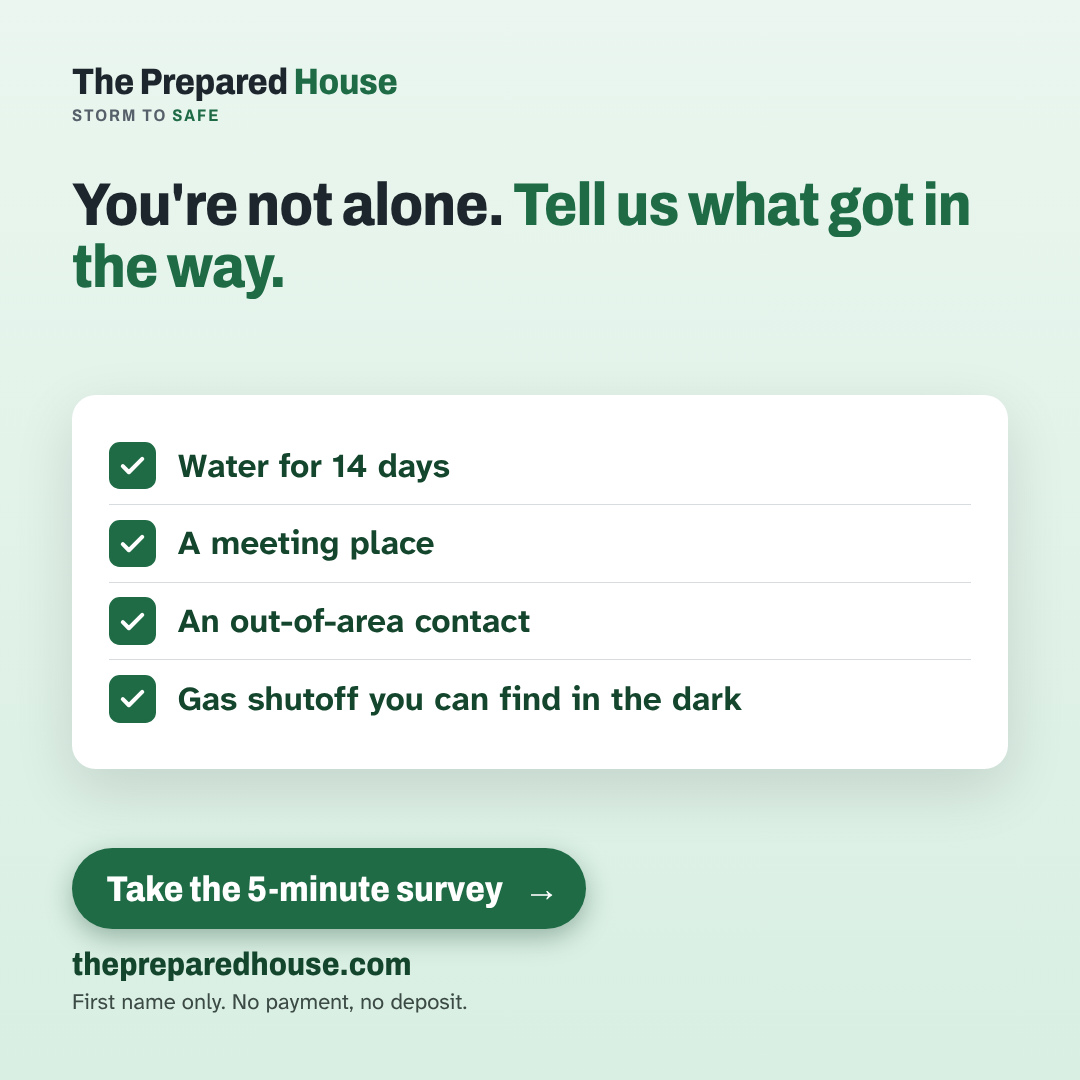 The Prepared House
STORM TO SAFE
You're not alone. Tell us what got in
the way.
Water for 14 days
A meeting place
An out-of-area contact
Gas shutoff you can find in the dark
Take the 5-minute survey →
thepreparedhouse.com
First name only. No payment, no deposit.